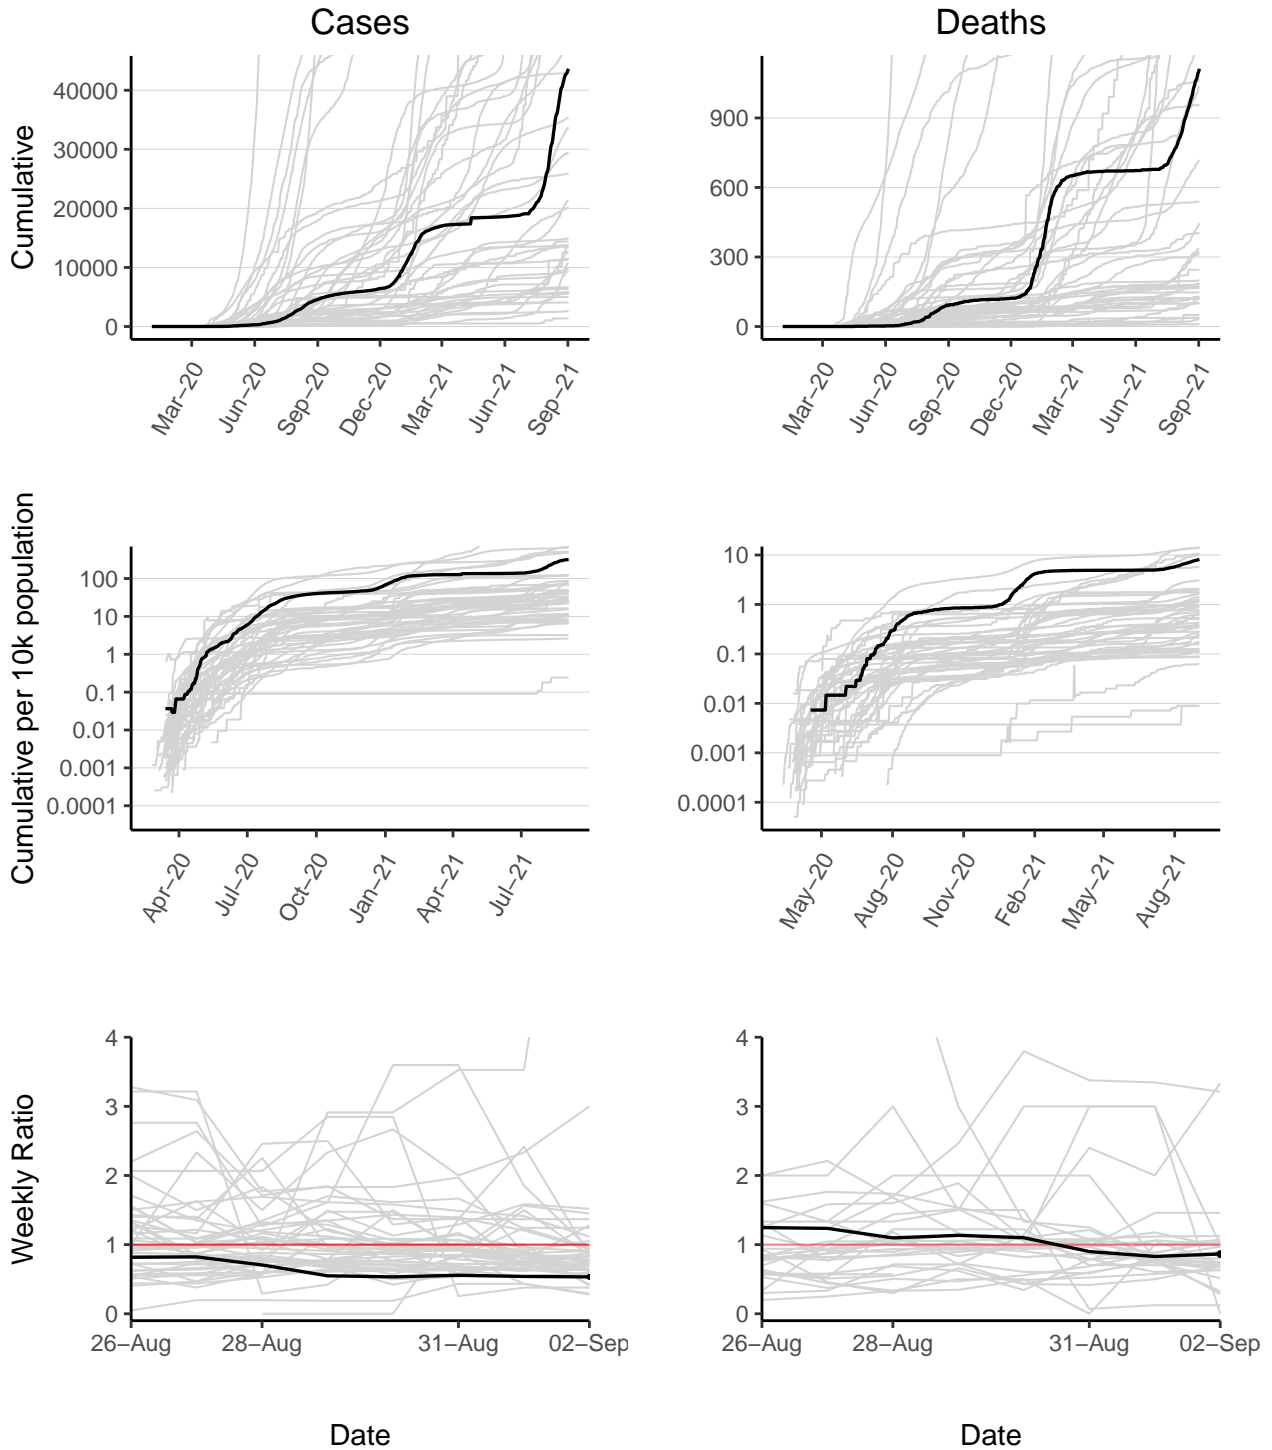 Cases
Deaths
Cumulative
40000
30000
20000
10000
0
Mar−20
Jun−20
Sep−20
Dec−20
Mar−21
Jun−21
Sep−21
900
600
300
0
Mar−20
Jun−20
Sep−20
Dec−20
Mar−21
Jun−21
Sep−21
Cumulative per 10k population
100
10
1
0.1
0.01
0.001
0.0001
Apr−20
Jul−20
Oct−20
Jan−21
Apr−21
Jul−21
10
1
0.1
0.01
0.001
0.0001
May−20
Aug−20
Nov−20
Feb−21
May−21
Aug−21
Weekly Ratio
4
3
2
1
0
26−Aug
28−Aug
31−Aug
02−Sep
Date
4
3
2
1
0
26−Aug
28−Aug
31−Aug
02−Sep
Date